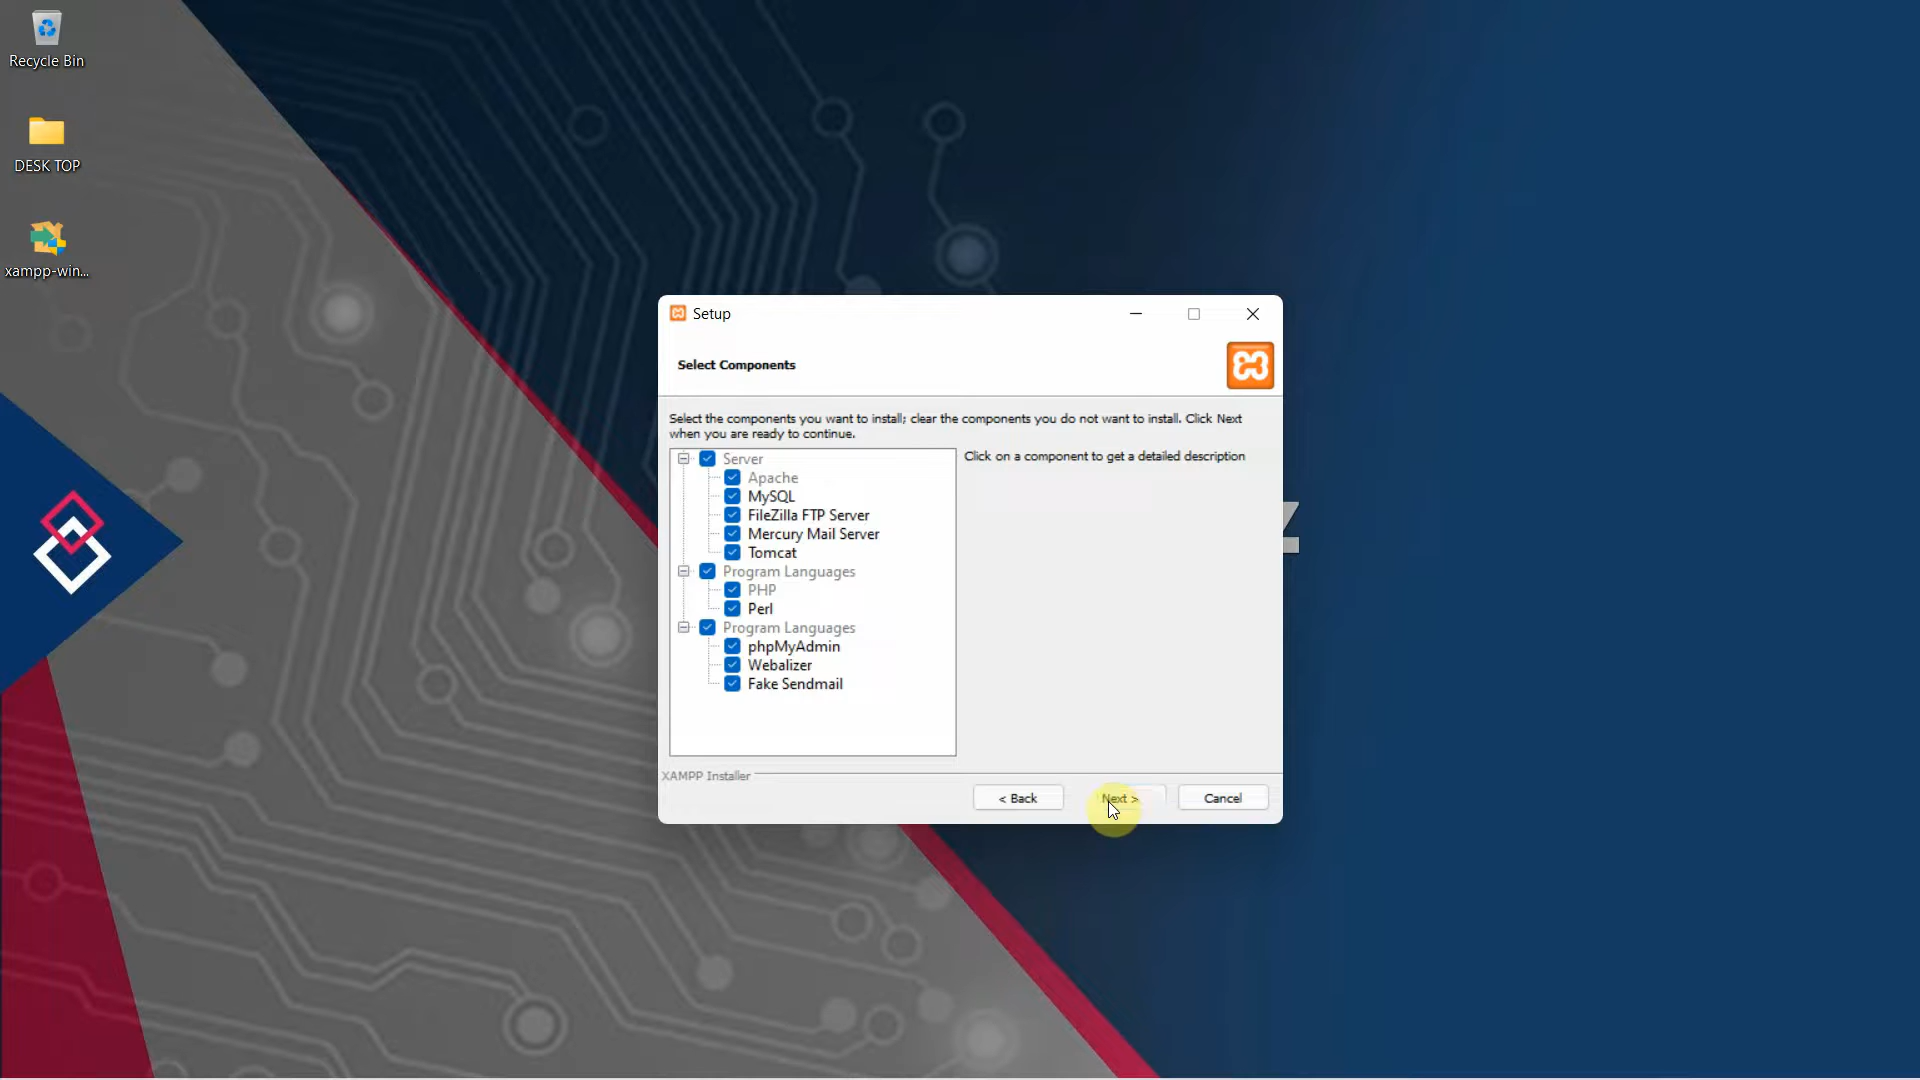 Recycle Bin
DESK TOP
xampp-win...
Setup
Select Components
Select the components you want to install; clear the components you do not want to install. Click Next
when you are ready to continue.
Server
Apache
MySQL
FileZilla FTP Server
Mercury Mail Server
Tomcat
Program Languages
PHP
Perl
Program Languages
phpMyAdmin
Webalizer
Fake Sendmail
Click on a component to get a detailed description
XAMPP Installer
< Back
Next >
Cancel